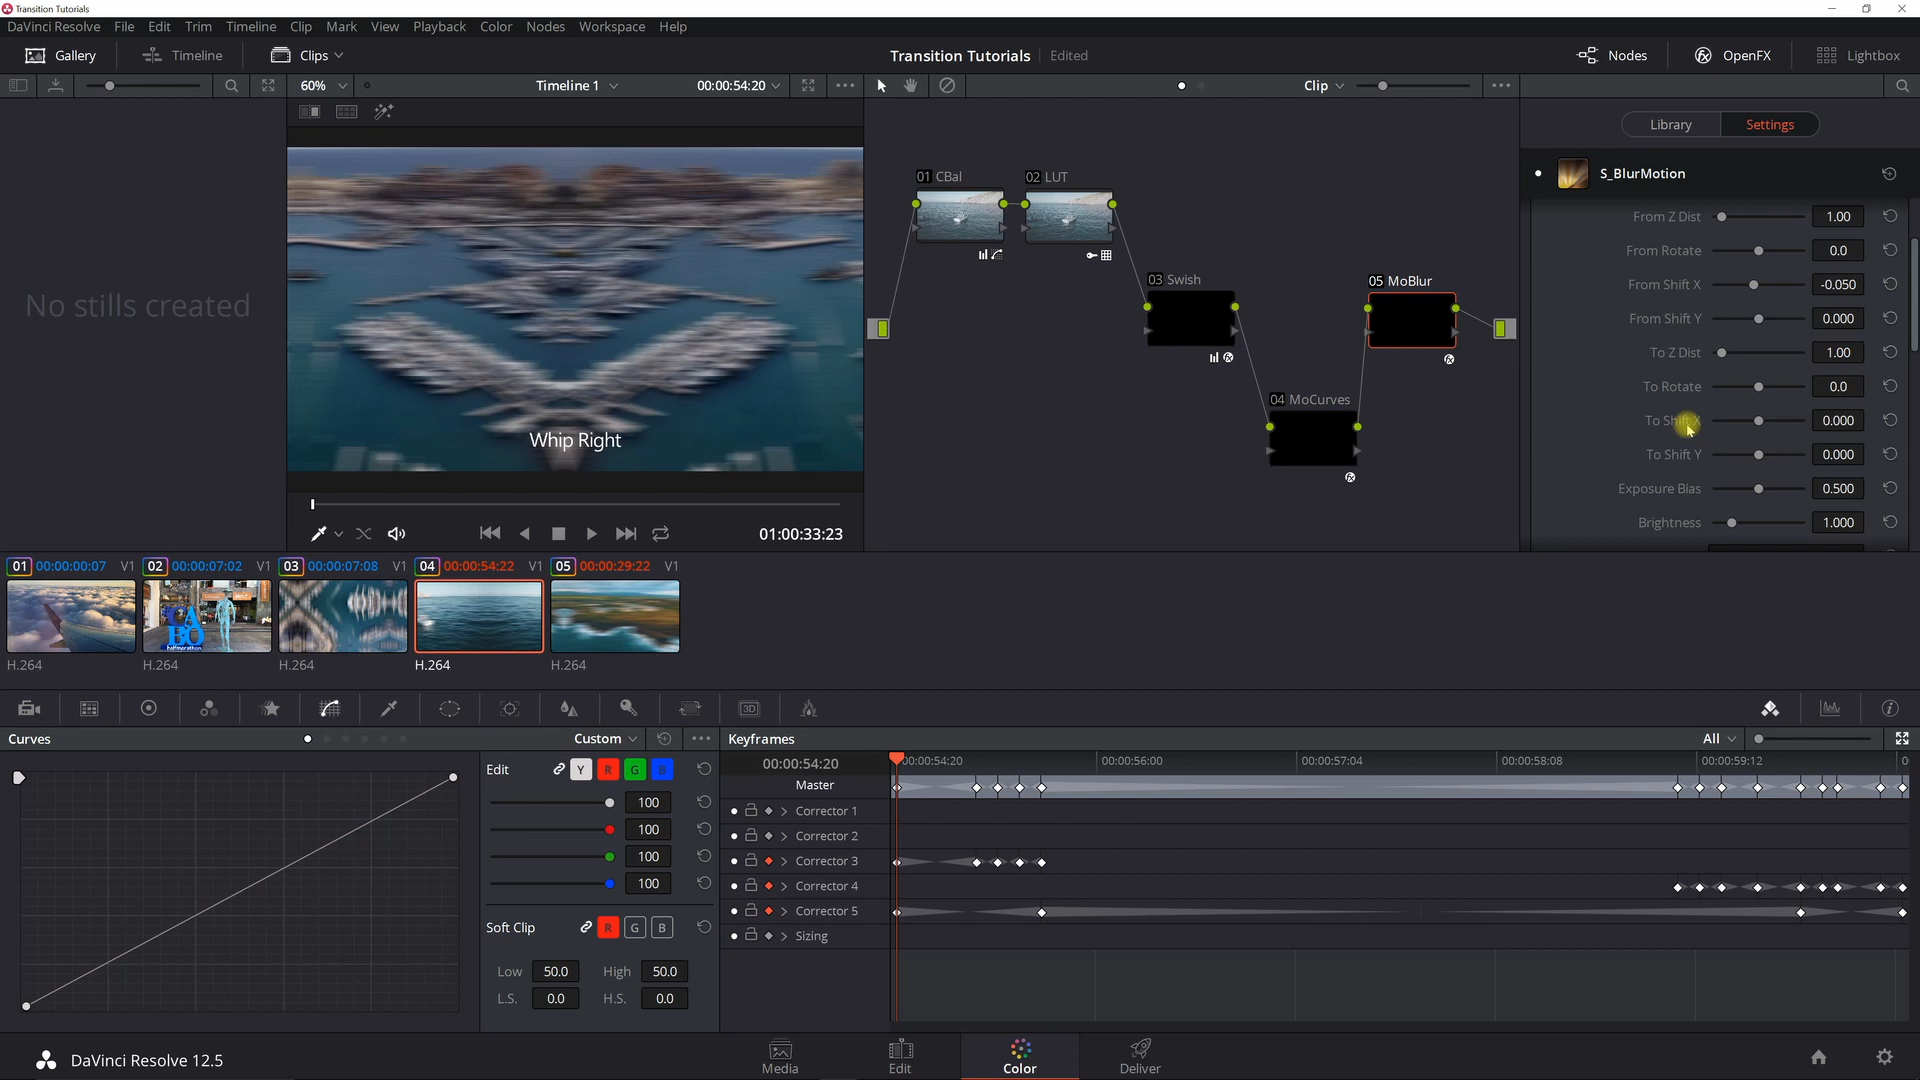 Transition Tutorials
DaVinci Resolve File Edit Trim Timeline Clip Mark View Playback Color Nodes Workspace Help
Gallery Timeline Clips Transition Tutorials Edited Nodes OpenFX Lightbox
60% Timeline 1 00:00:54:20 Clip
Library Settings
S_BlurMotion
From Z Dist 1.00
From Rotate 0.0
From Shift X -0.050
From Shift Y 0.000
To Z Dist 1.00
To Rotate 0.0
To Shift X 0.000
To Shift Y 0.000
Exposure Bias 0.500
Brightness 1.000
No stills created
Whip Right
01:00:33:23
01 CBal
02 LUT
03 Swish
04 MoCurves
05 MoBlur
01 00:00:00:07 V1 02 00:00:07:02 V1 03 00:00:07:08 V1 04 00:00:54:22 V1 05 00:00:29:22 V1
CABO
H.264 H.264 H.264 H.264 H.264
3D
Curves Custom
Edit Y R G B
100
100
100
100
Soft Clip R G B
Low 50.0 High 50.0
L.S. 0.0 H.S. 0.0
Keyframes All
00:00:54:20 00:00:54:20 00:00:56:00 00:00:57:04 00:00:58:08 00:00:59:12
Master
Corrector 1
Corrector 2
Corrector 3
Corrector 4
Corrector 5
Sizing
DaVinci Resolve 12.5
Media Edit Color Deliver